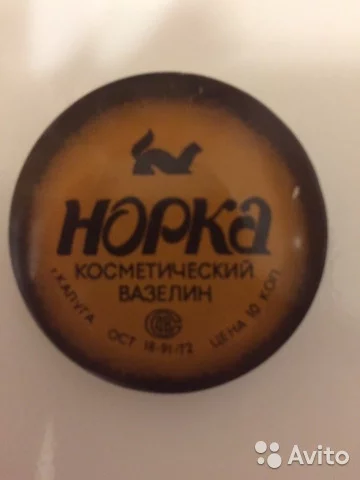 Норка
КОСМЕТИЧЕСКИЙ
ВАЗЕЛИН
г. КАЛУГА ОСТ 18-91-72 ЦЕНА 10 КОП
Avito